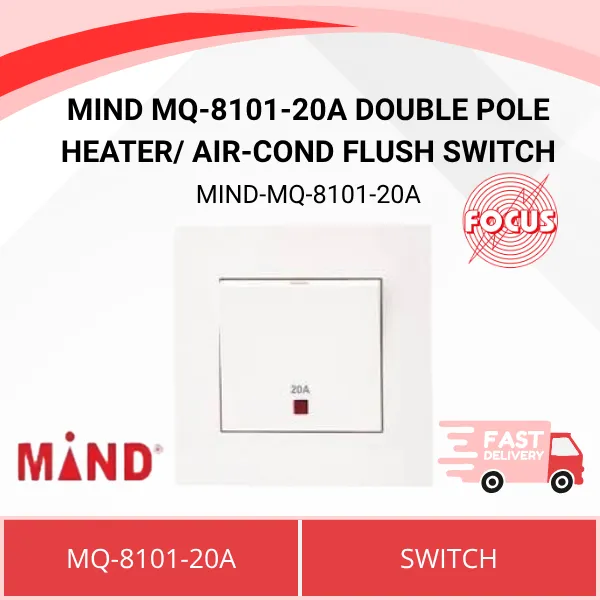 MIND MQ-8101-20A DOUBLE POLE
HEATER/ AIR-COND FLUSH SWITCH
MIND-MQ-8101-20A
FOCUS
20A
MIND®
FAST
DELIVERY
MQ-8101-20A
SWITCH